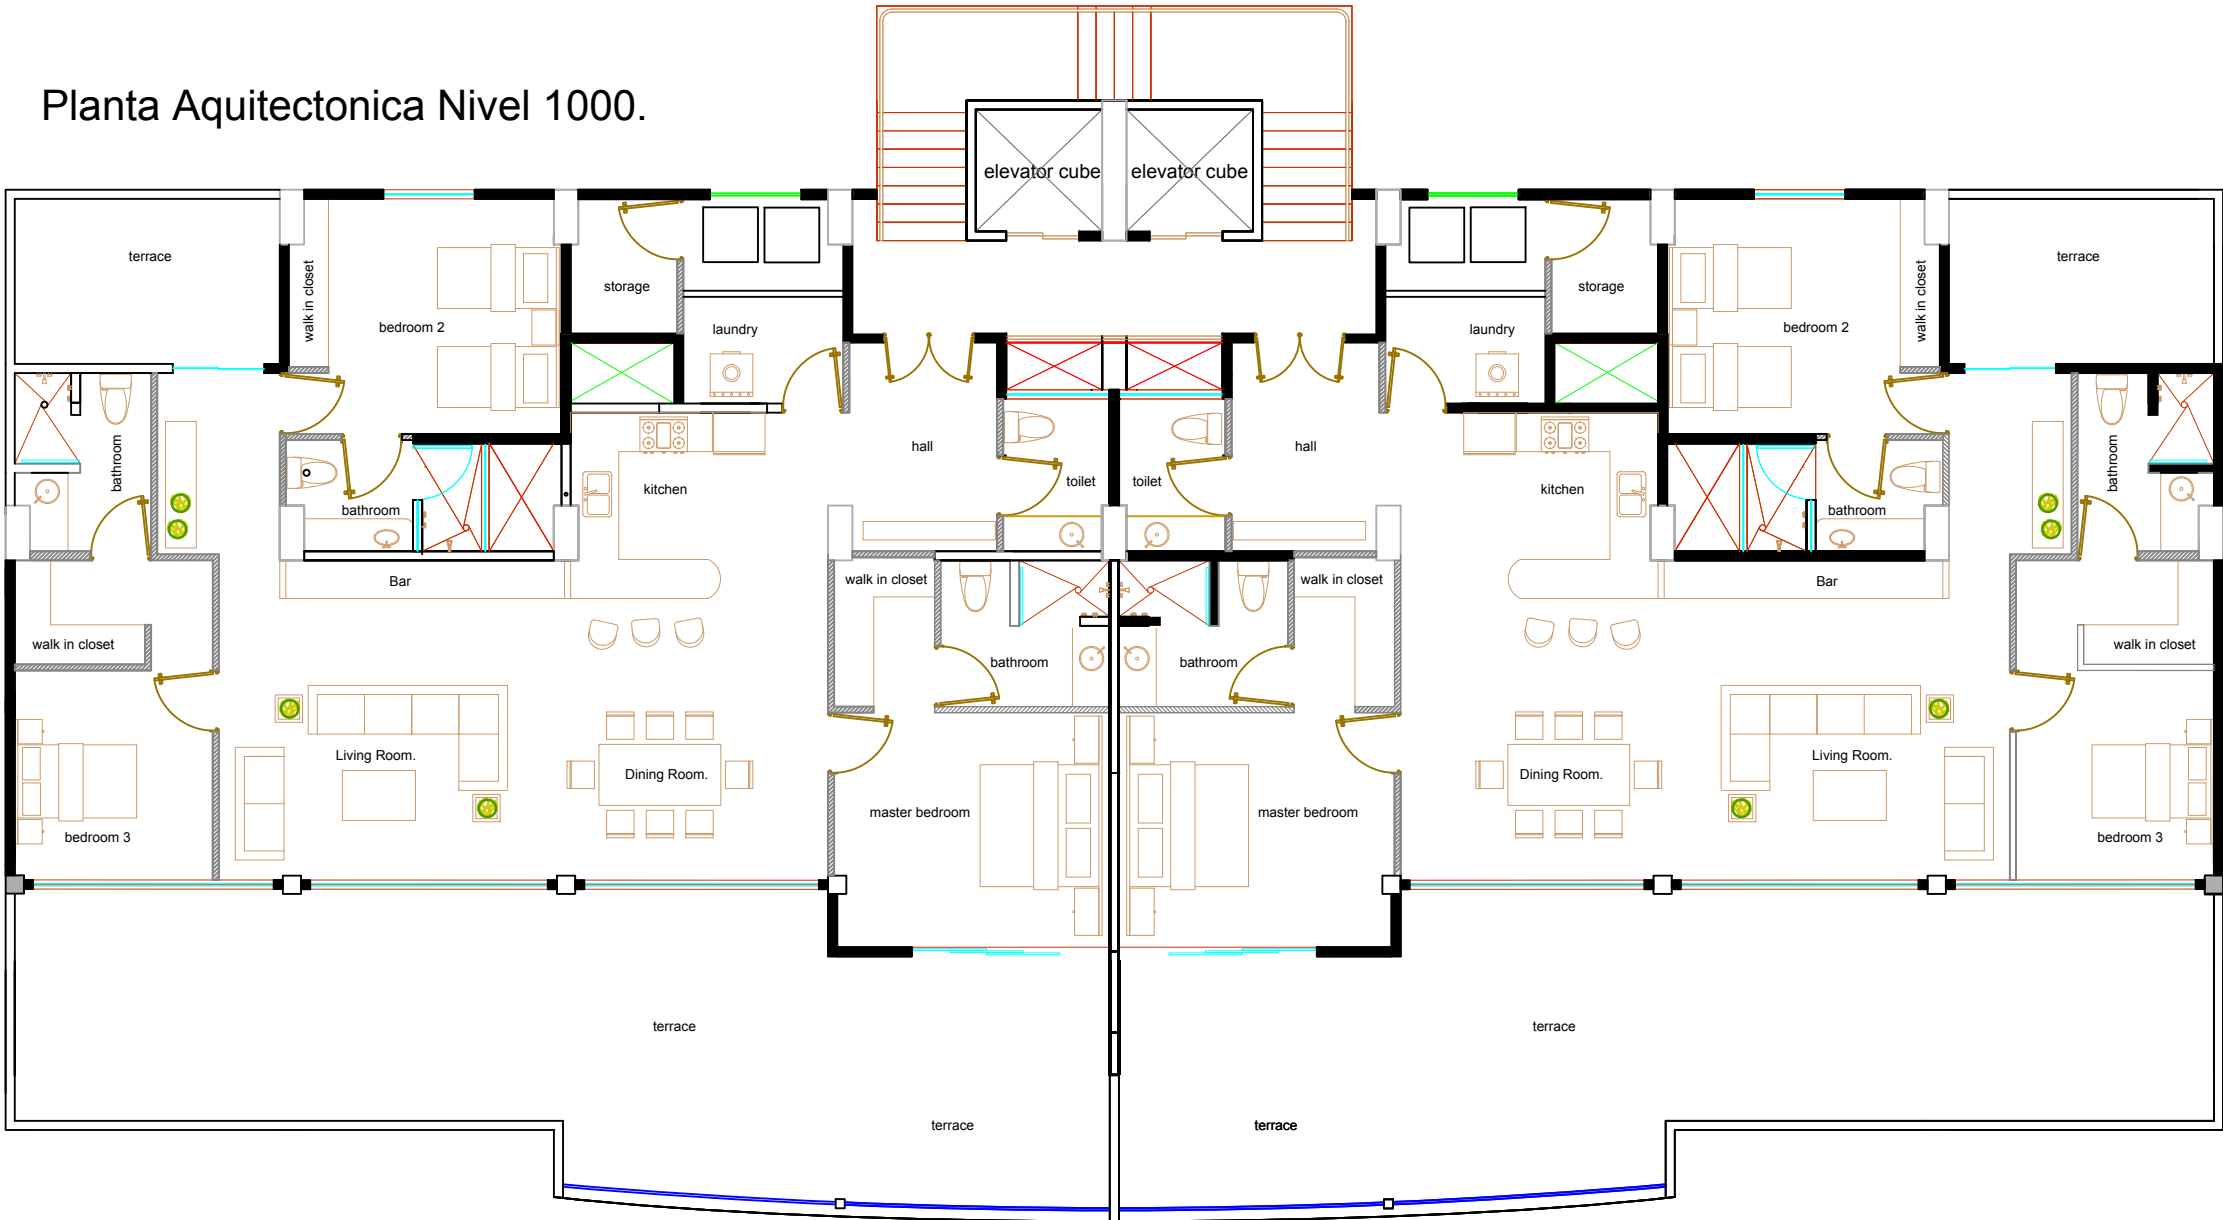 Planta Aquitectonica Nivel 1000.
elevator cube
elevator cube
terrace
walk in closet
bedroom 2
storage
laundry
laundry
storage
bedroom 2
walk in closet
terrace
bathroom
bathroom
kitchen
hall
toilet
toilet
hall
kitchen
bathroom
bathroom
Bar
walk in closet
walk in closet
Bar
walk in closet
bathroom
bathroom
walk in closet
Living Room.
Dining Room.
Dining Room.
Living Room.
bedroom 3
master bedroom
master bedroom
bedroom 3
terrace
terrace
terrace
terrace